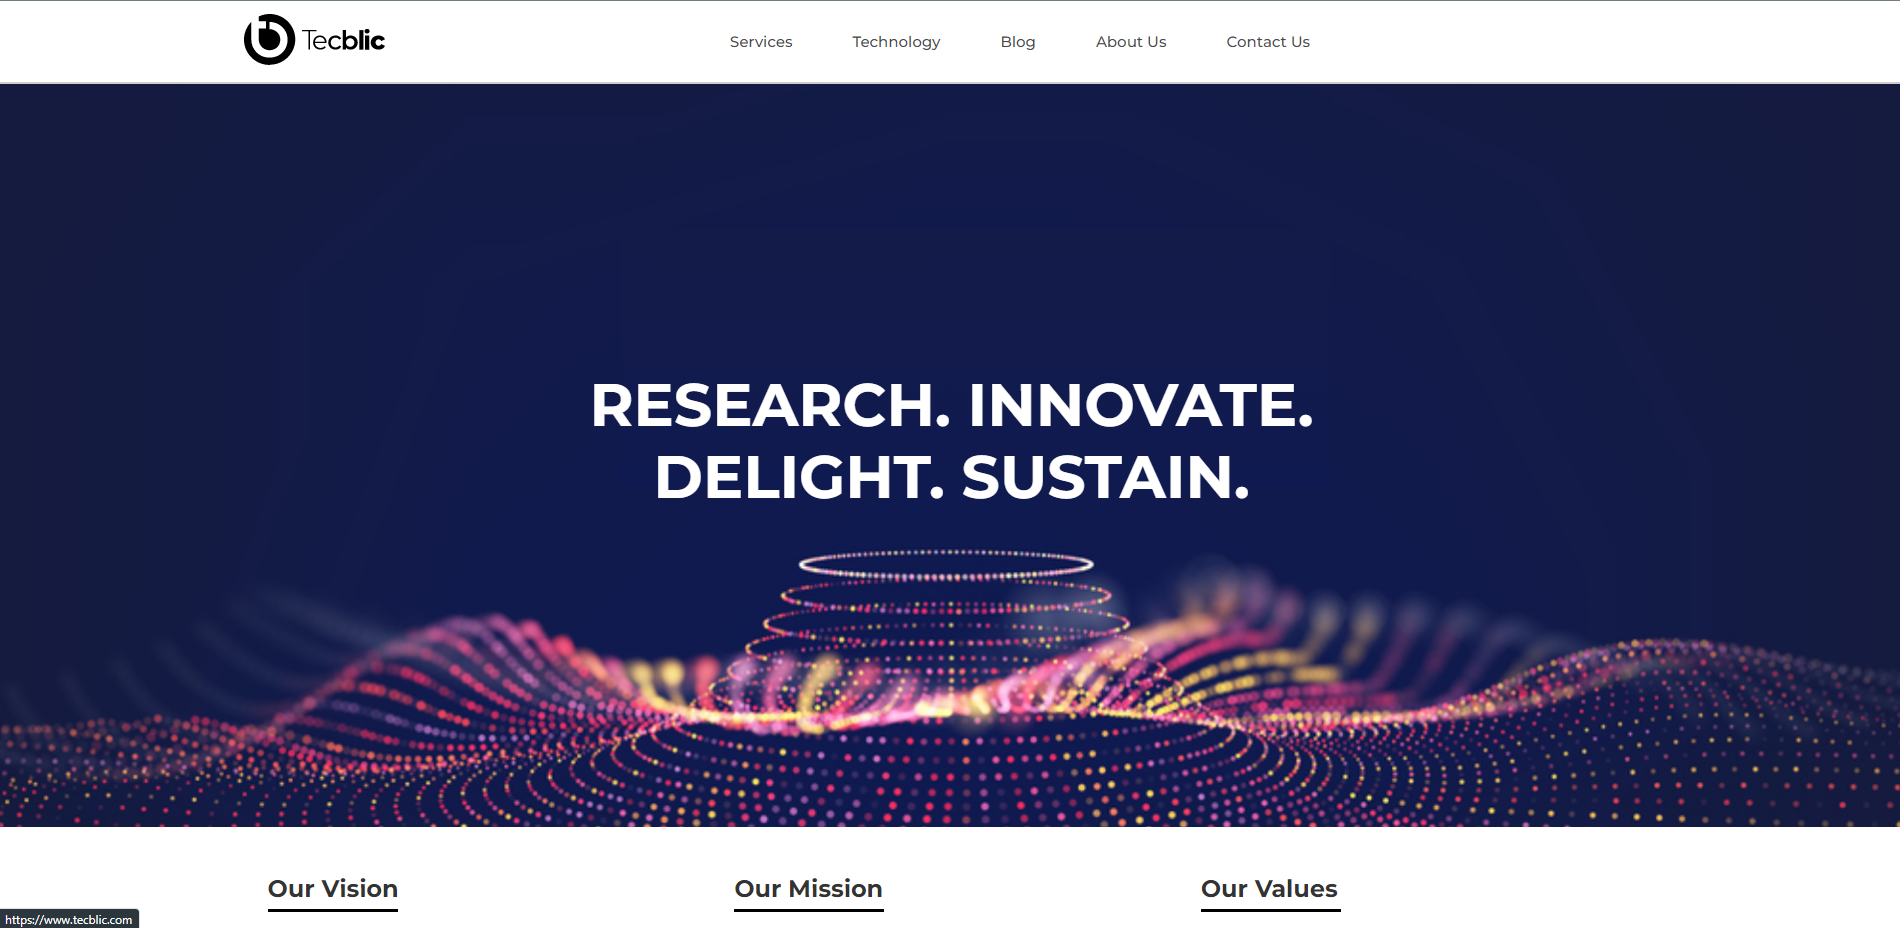 Tecblic
Services Technology Blog About Us Contact Us
RESEARCH. INNOVATE.
DELIGHT. SUSTAIN.
Our Vision Our Mission Our Values
https://www.tecblic.com